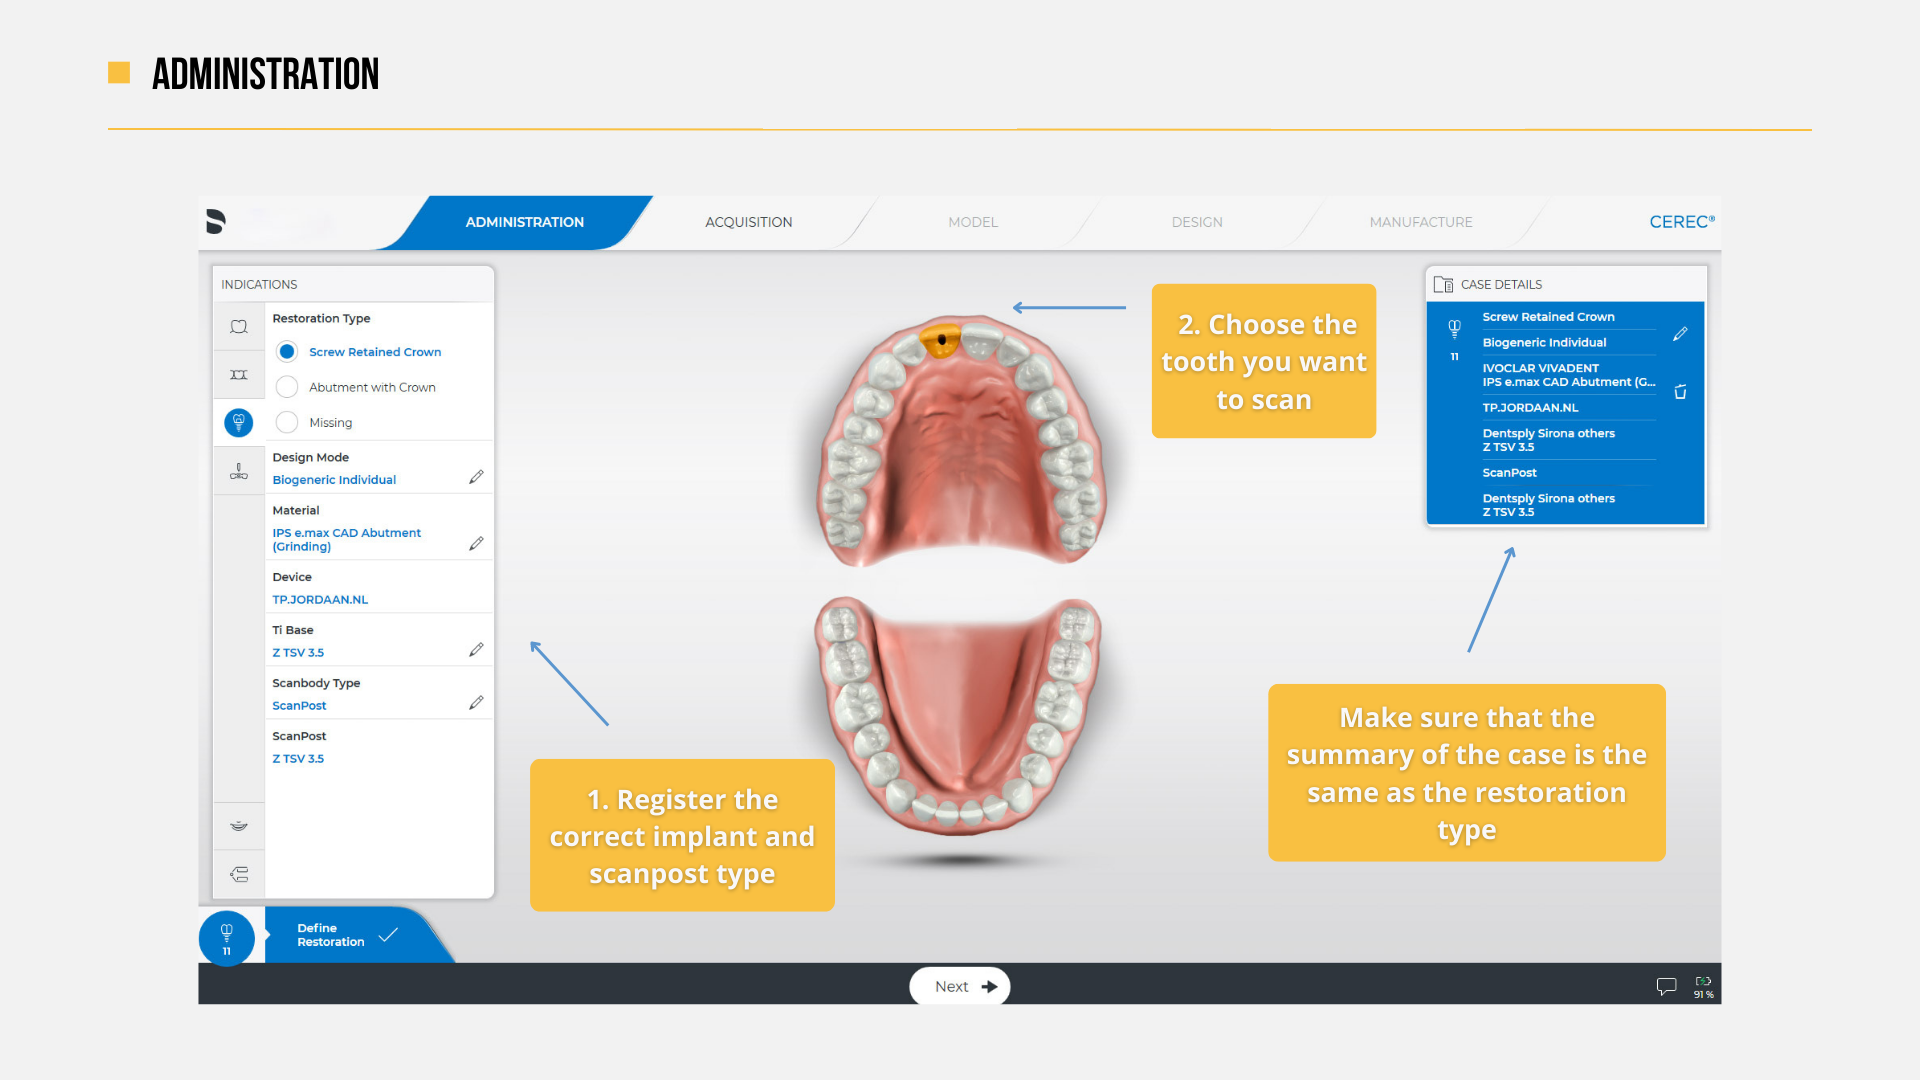 ADMINISTRATION
ADMINISTRATION
ACQUISITION
MODEL
DESIGN
MANUFACTURE
CEREC®
INDICATIONS
Restoration Type
Screw Retained Crown
Abutment with Crown
Missing
Design Mode
Biogeneric Individual
Material
IPS e.max CAD Abutment
(Grinding)
Device
TP.JORDAAN.NL
Ti Base
Z TSV 3.5
Scanbody Type
ScanPost
ScanPost
Z TSV 3.5
2. Choose the
tooth you want
to scan
CASE DETAILS
11
Screw Retained Crown
Biogeneric Individual
IVOCLAR VIVADENT
IPS e.max CAD Abutment (G...
TP.JORDAAN.NL
Dentsply Sirona others
Z TSV 3.5
ScanPost
Dentsply Sirona others
Z TSV 3.5
1. Register the
correct implant and
scanpost type
Make sure that the
summary of the case is the
same as the restoration
type
11
Define
Restoration
Next
91 %